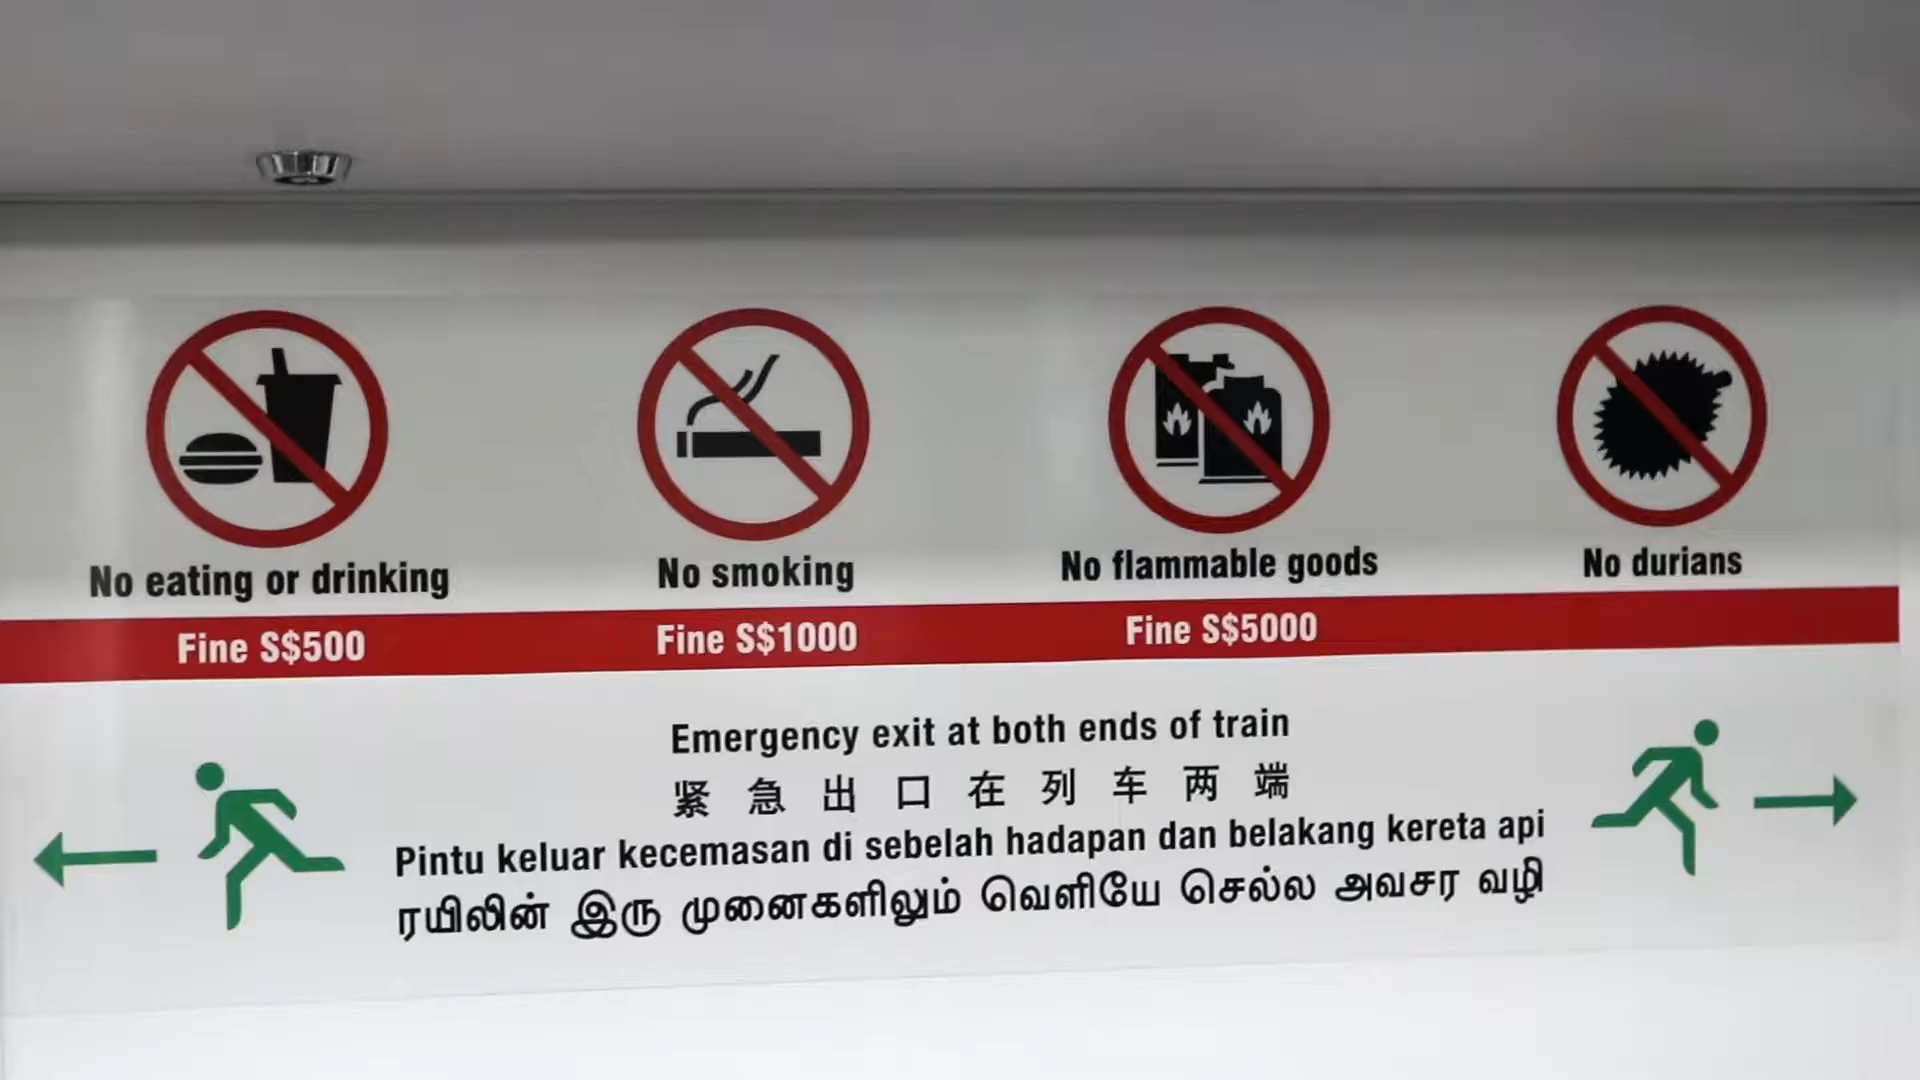 No eating or drinking
No smoking
No flammable goods
No durians
Fine S$500
Fine S$1000
Fine S$5000
Emergency exit at both ends of train
紧急出口在列车两端
Pintu keluar kecemasan di sebelah hadapan dan belakang kereta api
ரயிலின் இரு முனைகளிலும் வெளியே செல்ல அவசர வழி